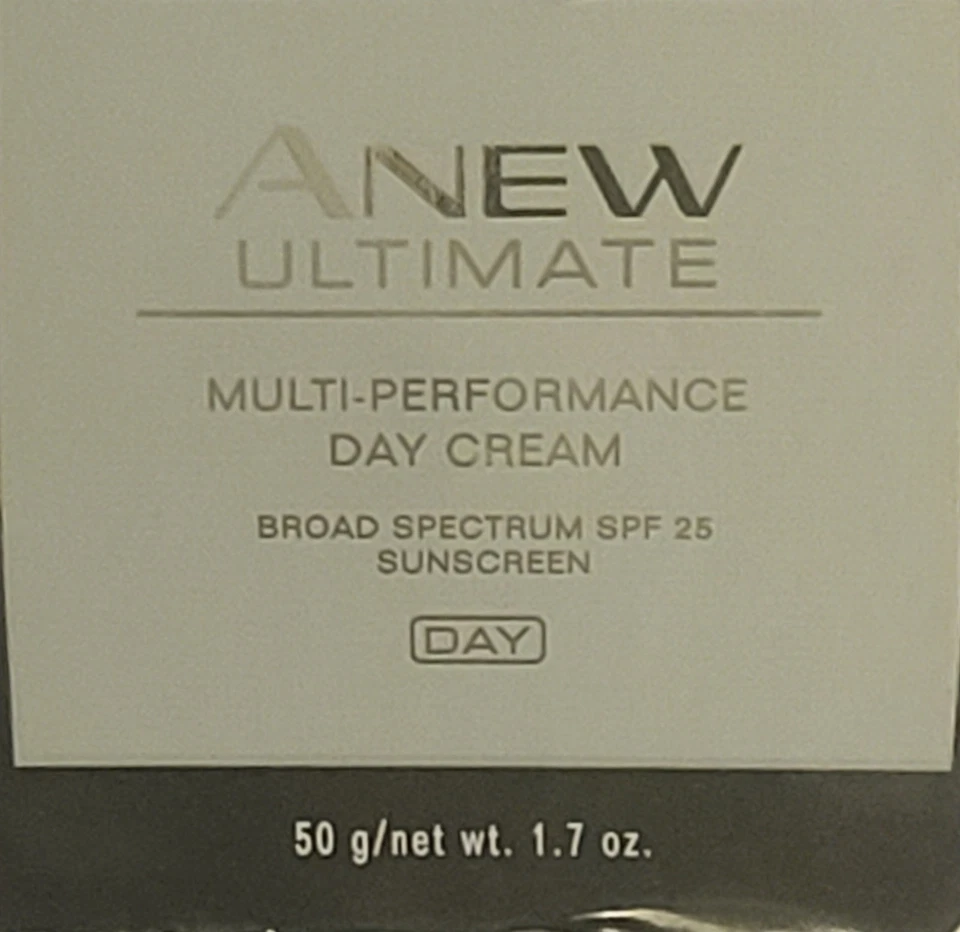 ANEW
ULTIMATE
MULTI-PERFORMANCE
DAY CREAM
BROAD SPECTRUM SPF 25
SUNSCREEN
DAY
50 g/net wt. 1.7 oz.